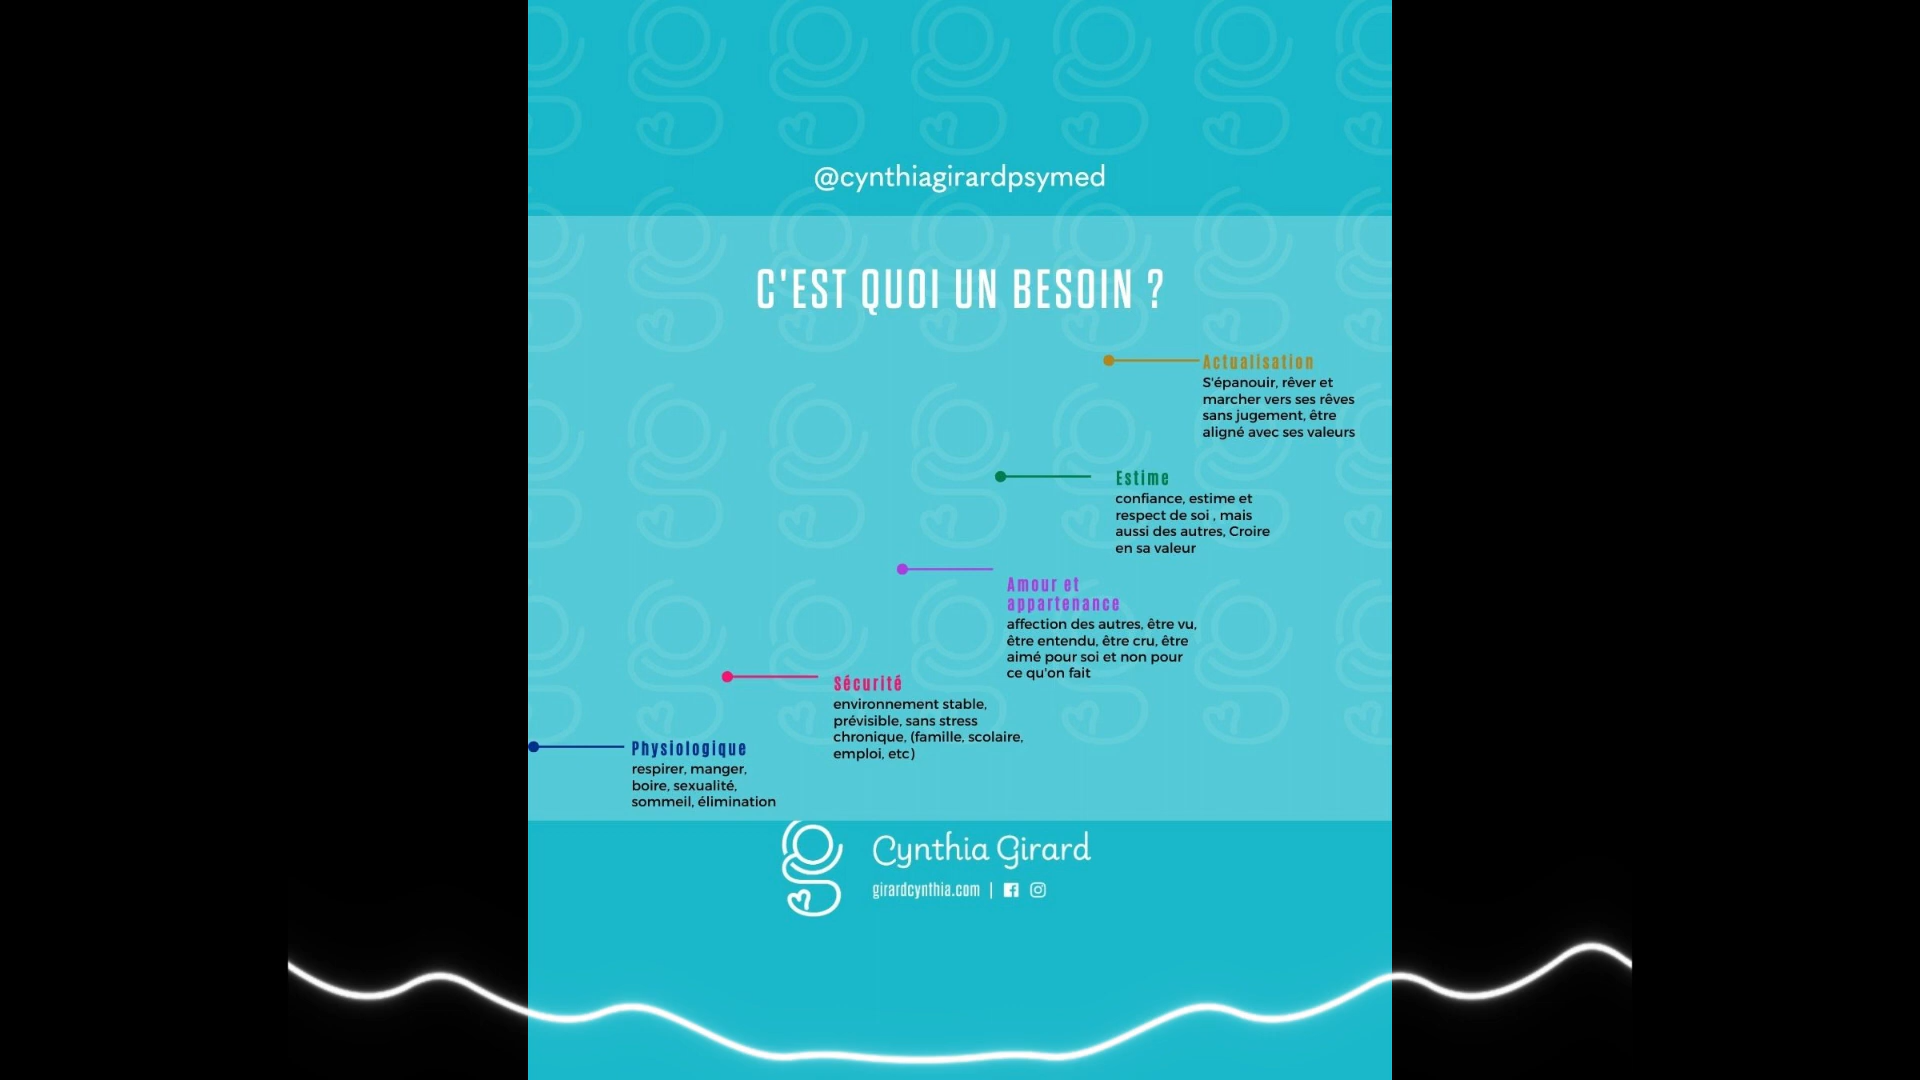 @cynthiagirardpsymed
C'EST QUOI UN BESOIN ?
Actualisation
S'épanouir, rêver et
marcher vers ses rêves
sans jugement, être
aligné avec ses valeurs
Estime
confiance, estime et
respect de soi , mais
aussi des autres, Croire
en sa valeur
Amour et
appartenance
affection des autres, être vu,
être entendu, être cru, être
aimé pour soi et non pour
ce qu'on fait
Sécurité
environnement stable,
prévisible, sans stress
chronique, (famille, scolaire,
emploi, etc)
Physiologique
respirer, manger,
boire, sexualité,
sommeil, élimination
Cynthia Girard
girardcynthia.com |